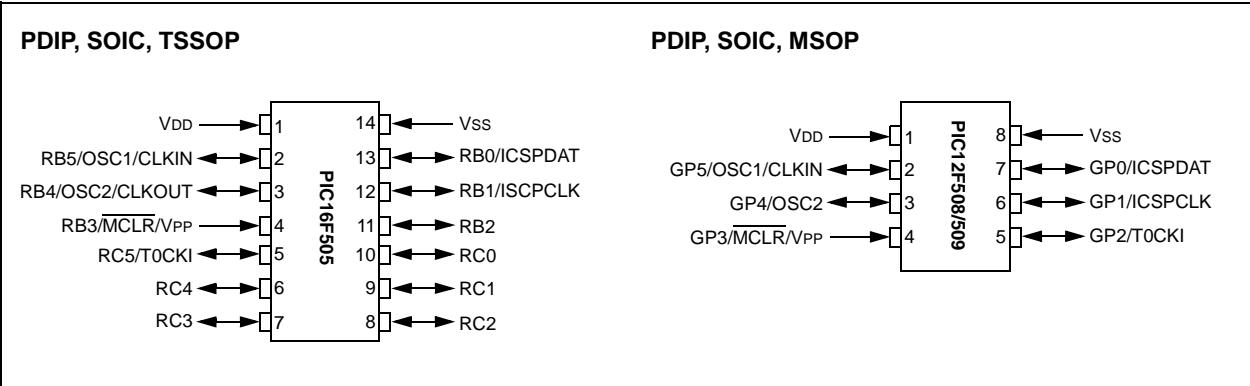 PDIP, SOIC, TSSOP
VDD 1 14 VSS
RB5/OSC1/CLKIN 2 13 RB0/ICSPDAT
RB4/OSC2/CLKOUT 3 12 RB1/ISCPCLK
RB3/MCLR/VPP 4 11 RB2
RC5/T0CKI 5 10 RC0
RC4 6 9 RC1
RC3 7 8 RC2
PIC16F505
PDIP, SOIC, MSOP
VDD 1 8 VSS
GP5/OSC1/CLKIN 2 7 GP0/ICSPDAT
GP4/OSC2 3 6 GP1/ICSPCLK
GP3/MCLR/VPP 4 5 GP2/T0CKI
PIC12F508/509